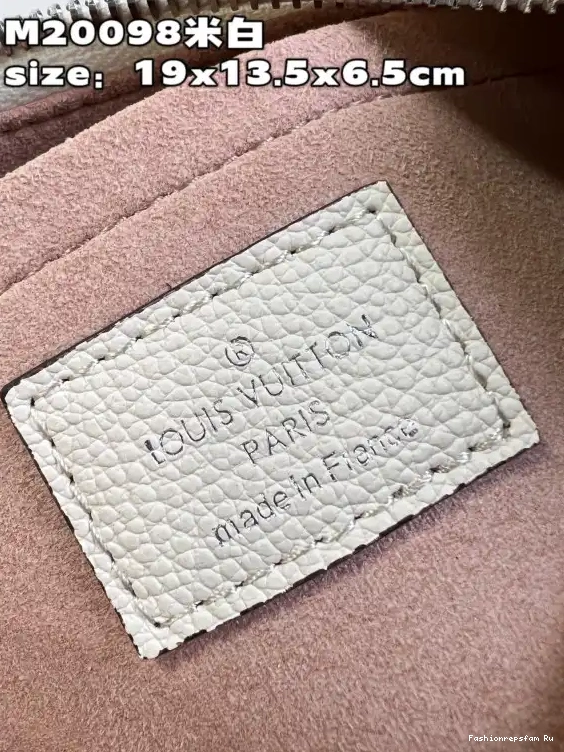 M20098米白
size：19x13.5x6.5cm
®
LOUIS VUITTON
PARIS
made in France
Fashionrepsfam Ru